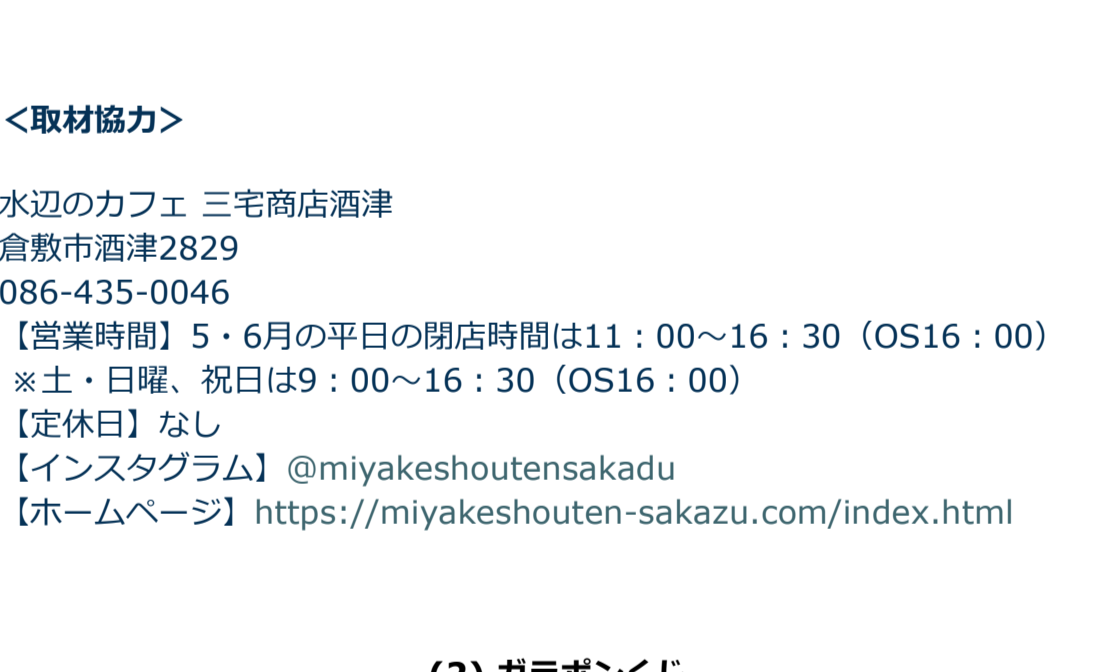 ＜取材協力＞
水辺のカフェ 三宅商店酒津
倉敷市酒津2829
086-435-0046
【営業時間】5・6月の平日の閉店時間は11：00～16：30（OS16：00）
※土・日曜、祝日は9：00～16：30（OS16：00）
【定休日】なし
【インスタグラム】@miyakeshoutensakadu
【ホームページ】https://miyakeshouten-sakazu.com/index.html